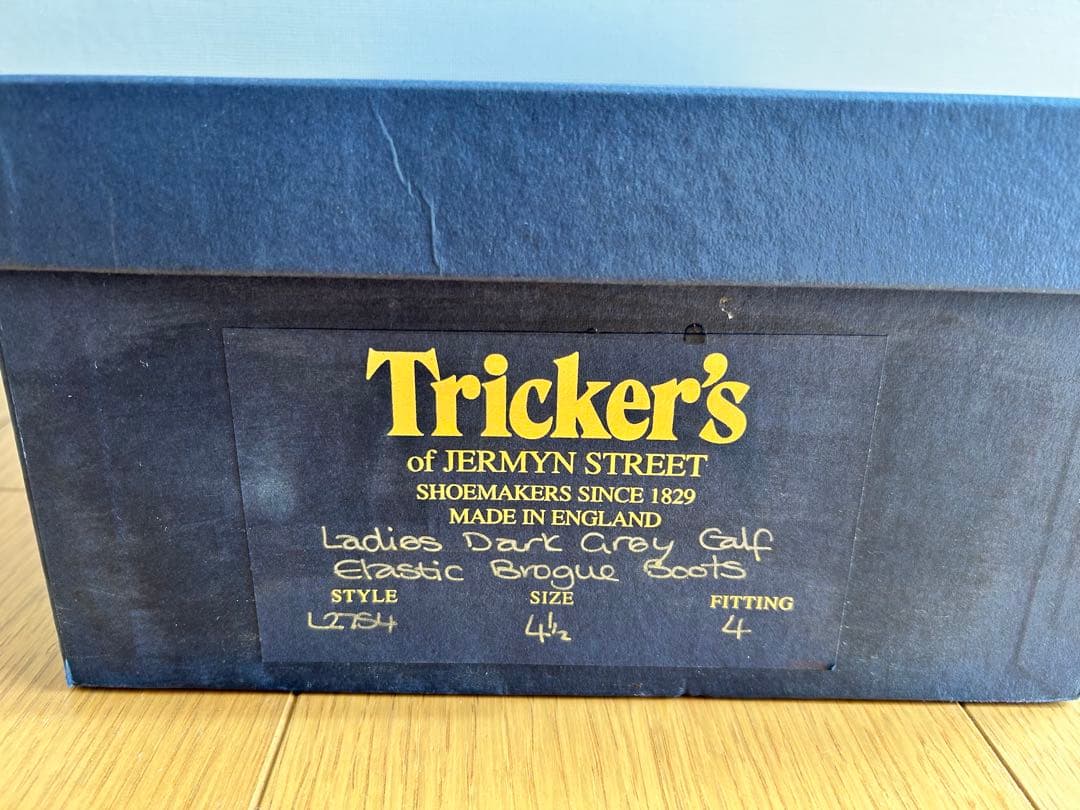 Tricker's
of JERMYN STREET
SHOEMAKERS SINCE 1829
MADE IN ENGLAND
Ladies Dark Grey Calf
Elastic Brogue Boots
STYLE SIZE FITTING
L2754 4½ 4